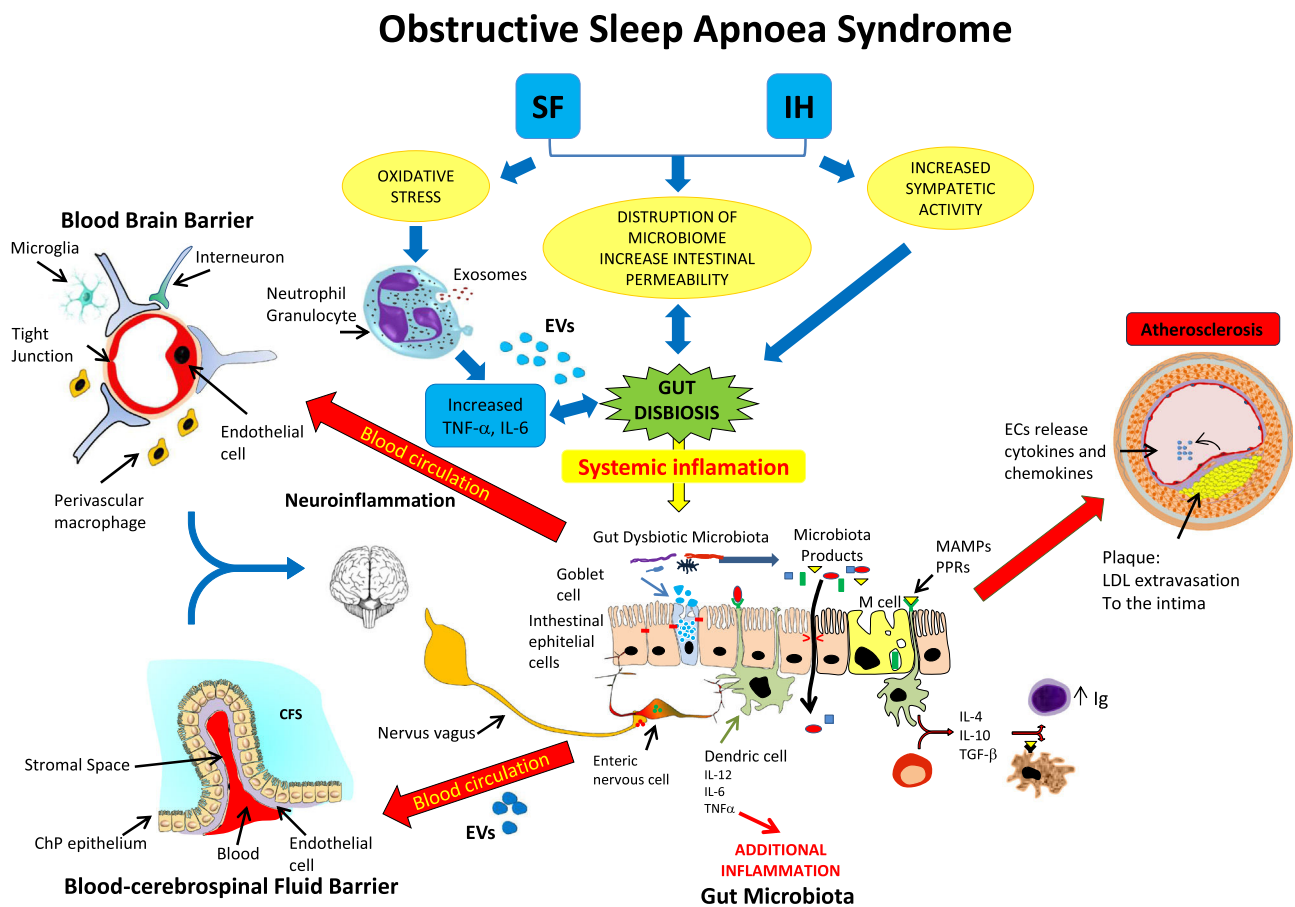 Obstructive Sleep Apnoea Syndrome
SF
IH
OXIDATIVE
STRESS
DISTRUPTION OF
MICROBIOME
INCREASE INTESTINAL
PERMEABILITY
INCREASED
SYMPATETIC
ACTIVITY
Blood Brain Barrier
Microglia
Interneuron
Tight
Junction
Endothelial
cell
Perivascular
macrophage
Neutrophil
Granulocyte
Exosomes
EVs
Increased
TNF-α, IL-6
GUT
DISBIOSIS
Systemic inflamation
Blood circulation
Neuroinflammation
Atherosclerosis
ECs release
cytokines and
chemokines
Plaque:
LDL extravasation
To the intima
Gut Dysbiotic Microbiota
Microbiota
Products
MAMPs
PPRs
Goblet
cell
M cell
Inthestinal
ephitelial
cells
Nervus vagus
Enteric
nervous cell
Dendric cell
IL-12
IL-6
TNFα
IL-4
IL-10
TGF-β
↑ Ig
ADDITIONAL
INFLAMMATION
Gut Microbiota
Blood circulation
EVs
CFS
Stromal Space
ChP epithelium
Blood
Endothelial
cell
Blood-cerebrospinal Fluid Barrier